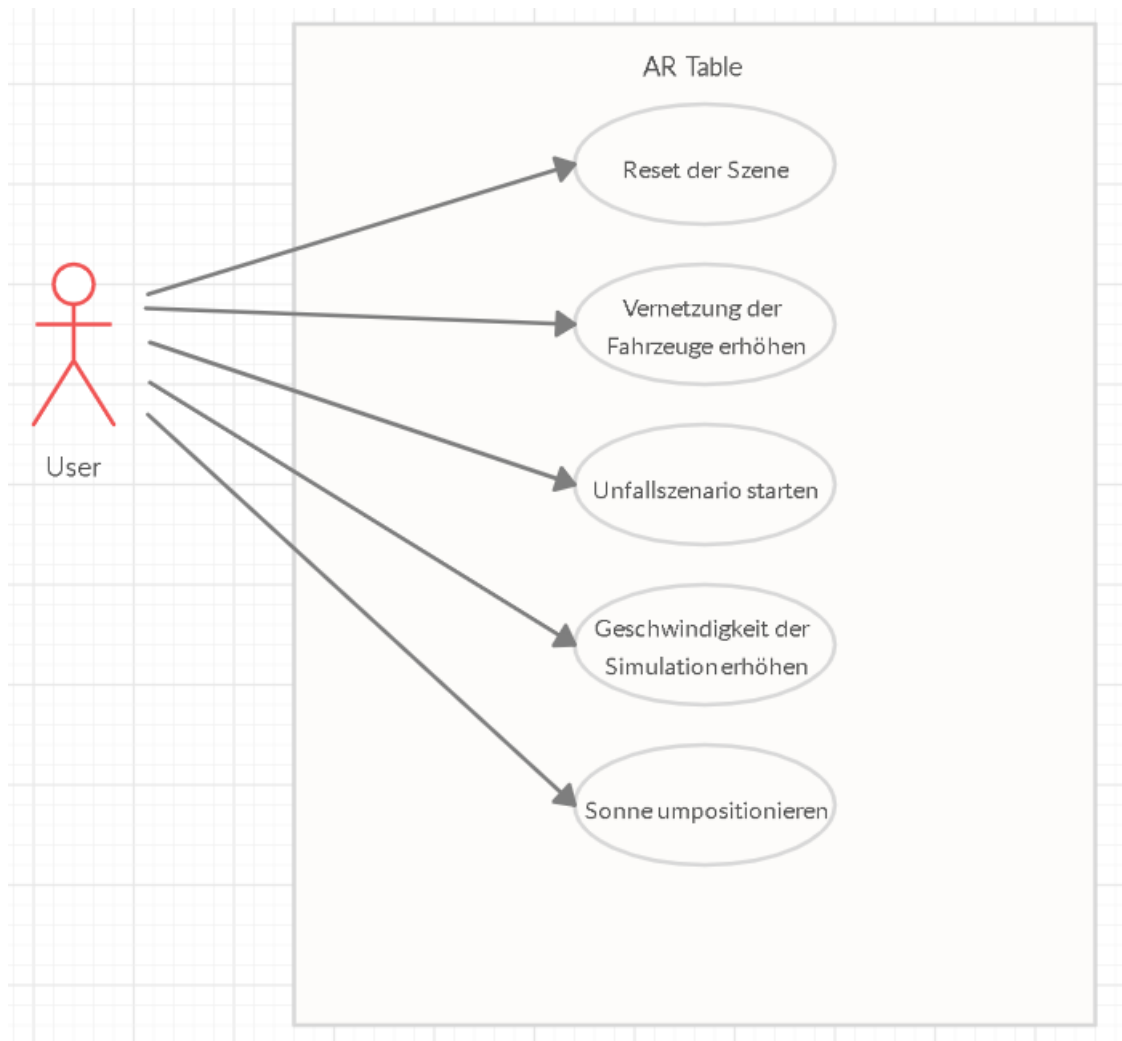 AR Table
Reset der Szene
Vernetzung der
Fahrzeuge erhöhen
User
Unfallszenario starten
Geschwindigkeit der
Simulation erhöhen
Sonne umpositionieren